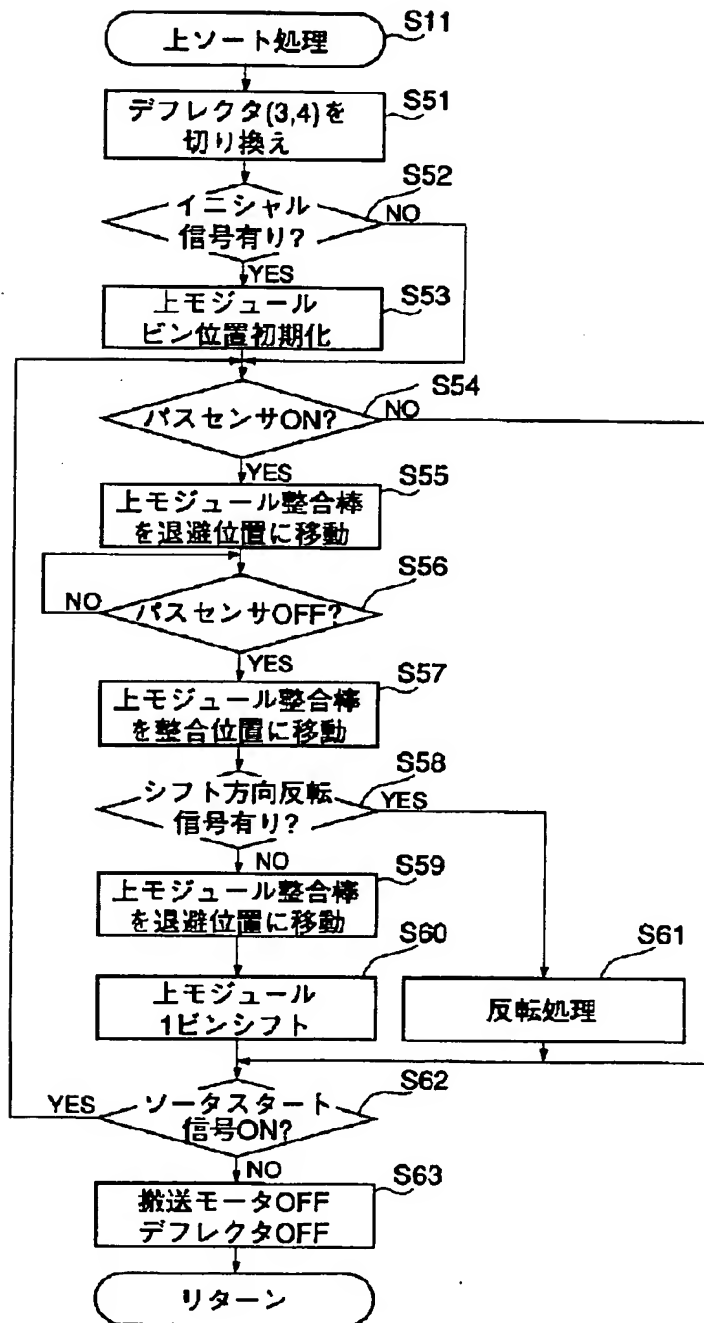 上ソート処理
S11
デフレクタ(3,4)を
切り換え
S51
イニシャル
信号有り?
S52
NO
YES
上モジュール
ビン位置初期化
S53
パスセンサON?
S54
NO
YES
上モジュール整合棒
を退避位置に移動
S55
パスセンサOFF?
S56
NO
YES
上モジュール整合棒
を整合位置に移動
S57
シフト方向反転
信号有り?
S58
YES
NO
上モジュール整合棒
を退避位置に移動
S59
上モジュール
1ビンシフト
S60
反転処理
S61
ソータスタート
信号ON?
S62
YES
NO
搬送モータOFF
デフレクタOFF
S63
リターン